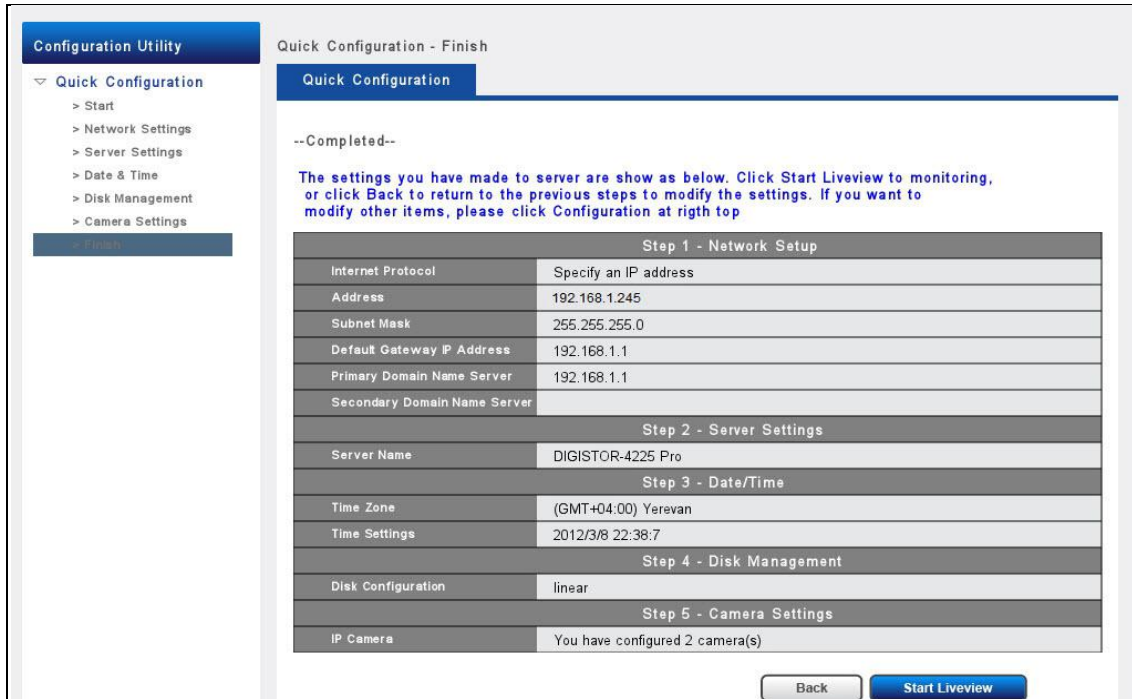 Configuration Utility
Quick Configuration
> Start
> Network Settings
> Server Settings
> Date & Time
> Disk Management
> Camera Settings
> Finish
Quick Configuration - Finish
Quick Configuration
--Completed--
The settings you have made to server are show as below. Click Start Liveview to monitoring,
or click Back to return to the previous steps to modify the settings. If you want to
modify other items, please click Configuration at rigth top
Step 1 - Network Setup
Internet Protocol Specify an IP address
Address 192.168.1.245
Subnet Mask 255.255.255.0
Default Gateway IP Address 192.168.1.1
Primary Domain Name Server 192.168.1.1
Secondary Domain Name Server
Step 2 - Server Settings
Server Name DIGISTOR-4225 Pro
Step 3 - Date/Time
Time Zone (GMT+04:00) Yerevan
Time Settings 2012/3/8 22:38:7
Step 4 - Disk Management
Disk Configuration linear
Step 5 - Camera Settings
IP Camera You have configured 2 camera(s)
Back Start Liveview